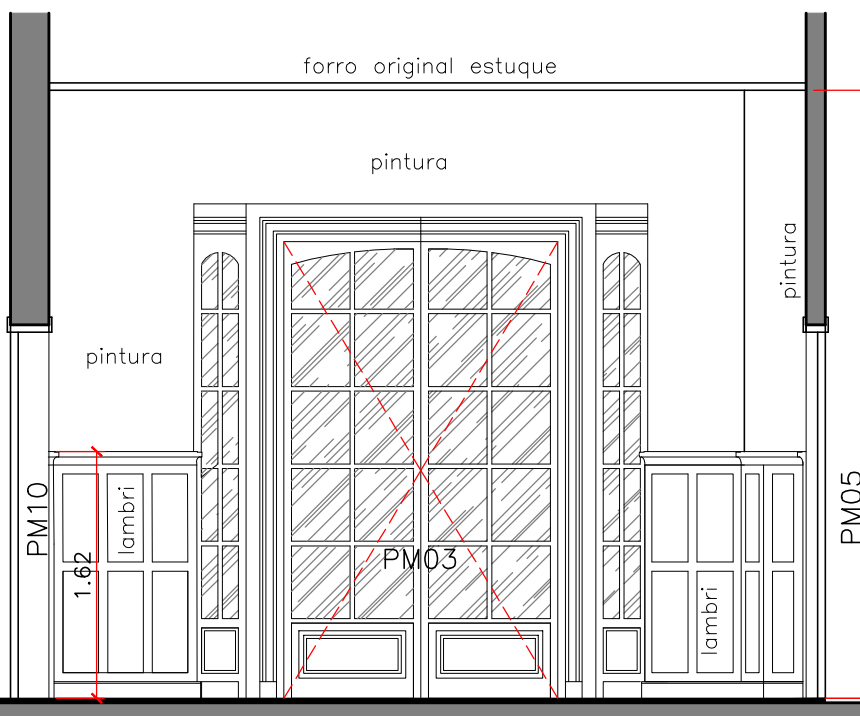 forro original estuque
pintura
pintura
pintura
PM10
lambri
1.62
PM03
lambri
PM05